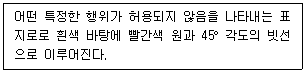 어떤 특정한 행위가 허용되지 않음을 나타내는 표
지로로 흰색 바탕에 빨간색 원과 45° 각도의 빗선
으로 이루어진다.